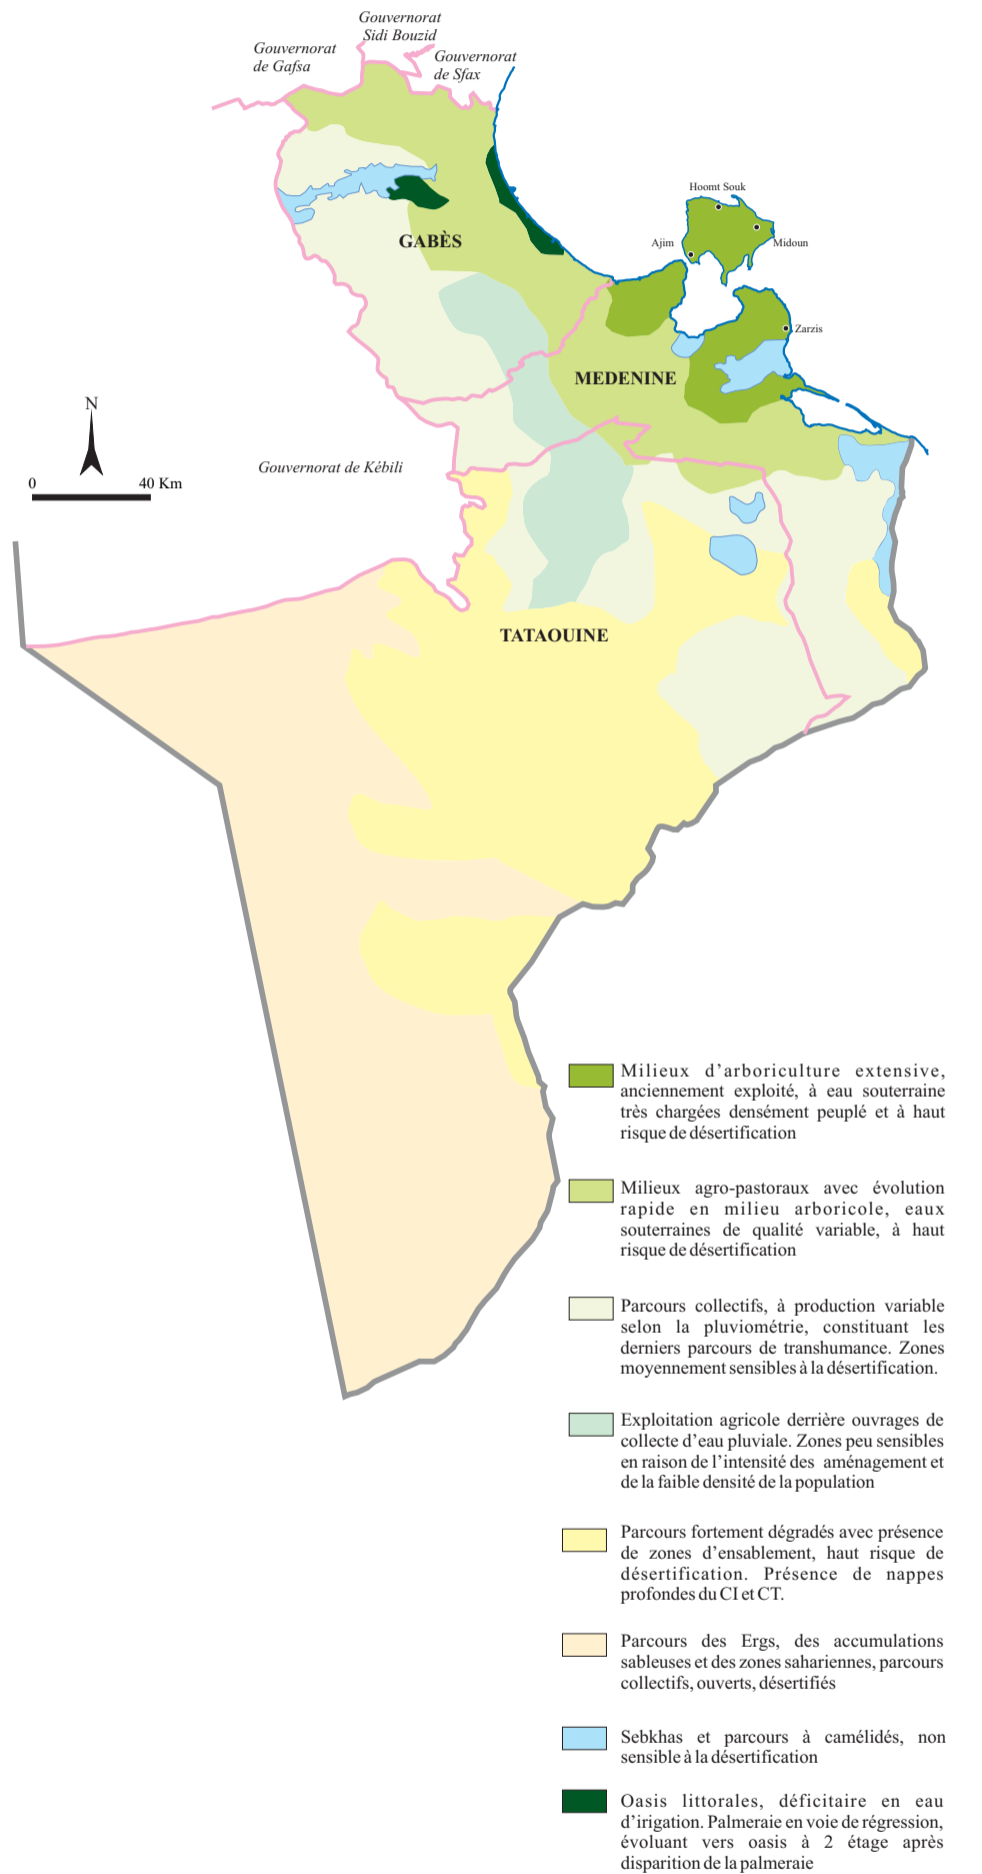 Gouvernorat
Sidi Bouzid
Gouvernorat
de Gafsa
Gouvernorat
de Sfax
Hoomt Souk
Ajim
Midoun
GABÈS
Zarzis
MEDENINE
N
0 40 Km
Gouvernorat de Kébili
TATAOUINE
Milieux d'arboriculture extensive,
anciennement exploité, à eau souterraine
très chargées densément peuplé et à haut
risque de désertification
Milieux agro-pastoraux avec évolution
rapide en milieu arboricole, eaux
souterraines de qualité variable, à haut
risque de désertification
Parcours collectifs, à production variable
selon la pluviométrie, constituant les
derniers parcours de transhumance. Zones
moyennement sensibles à la désertification.
Exploitation agricole derrière ouvrages de
collecte d'eau pluviale. Zones peu sensibles
en raison de l'intensité des aménagement et
de la faible densité de la population
Parcours fortement dégradés avec présence
de zones d'ensablement, haut risque de
désertification. Présence de nappes
profondes du CI et CT.
Parcours des Ergs, des accumulations
sableuses et des zones sahariennes, parcours
collectifs, ouverts, désertifiés
Sebkhas et parcours à camélidés, non
sensible à la désertification
Oasis littorales, déficitaire en eau
d'irigation. Palmeraie en voie de régression,
évoluant vers oasis à 2 étage après
disparition de la palmeraie